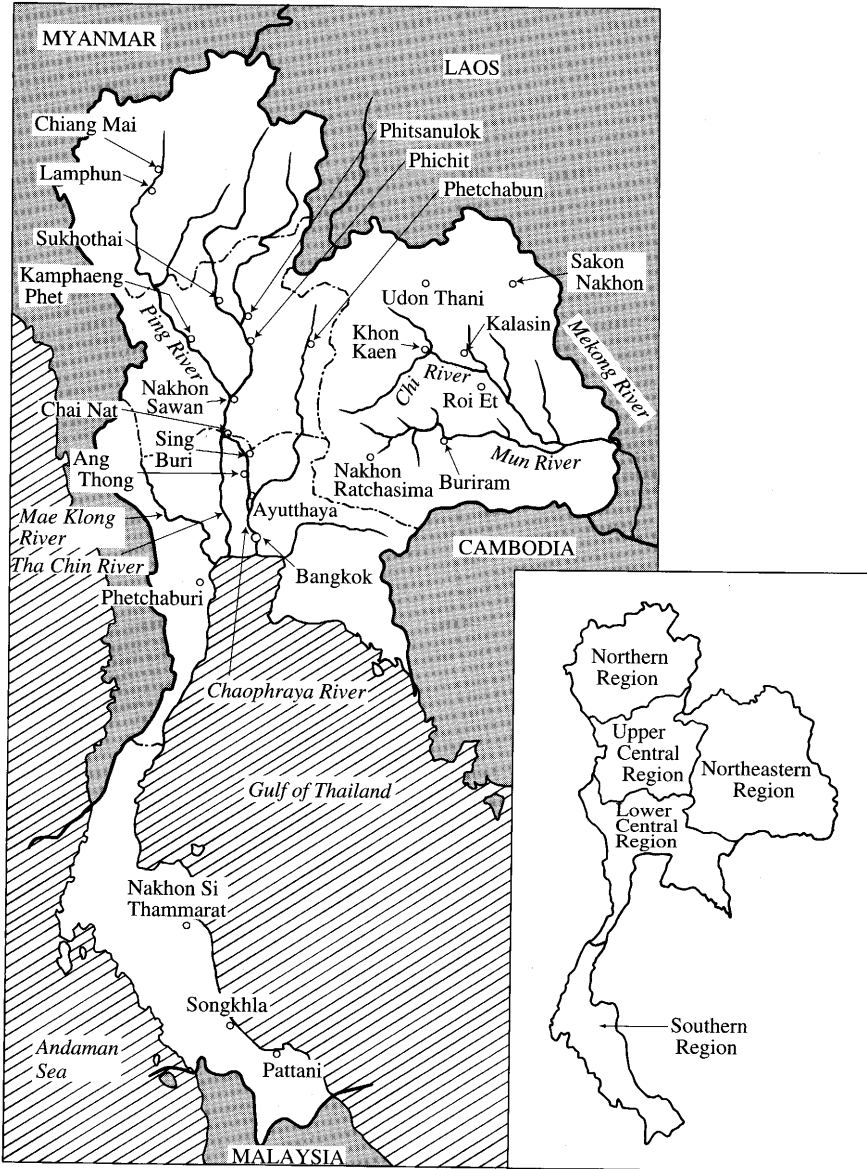 MYANMAR
LAOS
Chiang Mai
Lamphun
Phitsanulok
Phichit
Phetchabun
Sukhothai
Kamphaeng
Phet
Ping River
Udon Thani
Sakon
Nakhon
Khon
Kaen
Kalasin
Mekong River
Chi
River
Roi Et
Nakhon
Sawan
Chai Nat
Sing
Buri
Ang
Thong
Nakhon
Ratchasima
Buriram
Mun River
Mae Klong
River
Ayutthaya
Tha Chin River
Bangkok
CAMBODIA
Phetchaburi
Chaophraya River
Gulf of Thailand
Nakhon Si
Thammarat
Songkhla
Andaman
Sea
Pattani
MALAYSIA
Northern
Region
Upper
Central
Region
Northeastern
Region
Lower
Central
Region
Southern
Region